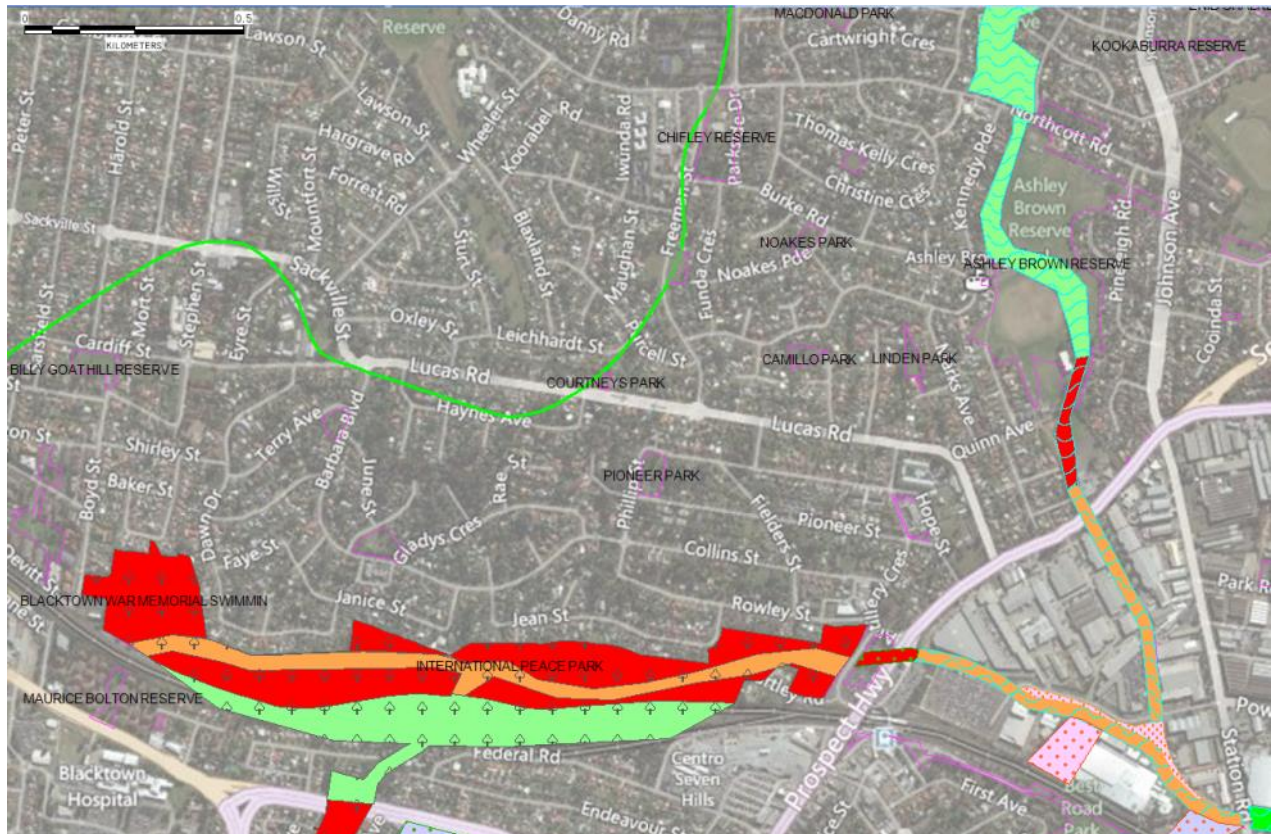 0 0.5
KILOMETERS
Lawson St
Reserve
Danny Rd
MACDONALD PARK
Cartwright Cres
KOOKABURRA RESERVE
Peter St
Harold St
Lawson St
Hargrave Rd
Wheeler St
Koorabel Rd
Iwunda Rd
CHIFLEY RESERVE
Parkside Dr
Thomas Kelly Cres
Northcott Rd
Forrest Rd
Wills St
Mountfort St
Christine Cres
Kennedy Pde
Ashley
Brown
Reserve
Burke Rd
Freeman St
Blaxland St
Maughan St
Sturt St
Sackville St
Sackville St
NOAKES PARK
Noakes Pde
Funda Cres
ASHLEY BROWN RESERVE
Johnson Ave
Mort St
Stephen St
Eyre St
Oxley St
Leichhardt St
Purcell St
Coolinda St
Cardiff St
BILLY GOAT HILL RESERVE
Lucas Rd
COURTNEYS PARK
CAMILLO PARK
LINDEN PARK
Haynes Ave
Lucas Rd
Quinn Ave
Terry Ave
Barbara Blvd
Shirley St
Baker St
Boyd St
June St
Rae St
PIONEER PARK
Pioneer St
Hope St
Fielders St
Dawn Dr
Faye St
Gladys Cres
Collins St
BLACKTOWN WAR MEMORIAL SWIMMIN
Janice St
Jean St
Rowley St
Devitt St
INTERNATIONAL PEACE PARK
MAURICE BOLTON RESERVE
Prospect Hwy
Federal Rd
Blacktown
Hospital
Centro
Seven
Hills
Endeavour St
First Ave
Best
Road
Park
Station Rd